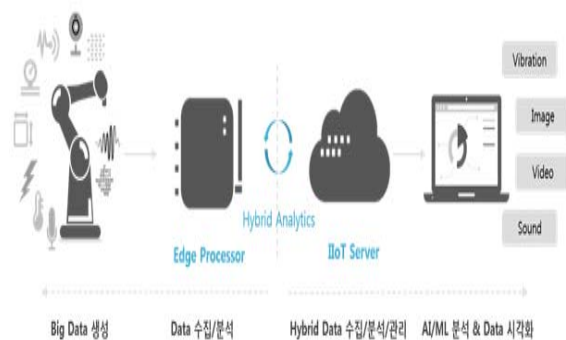 Vibration
Image
Video
Sound
Hybrid Analytics
Edge Processor
IIoT Server
Big Data 생성
Data 수집/분석
Hybrid Data 수집/분석/관리
AI/ML 분석 & Data 시각화